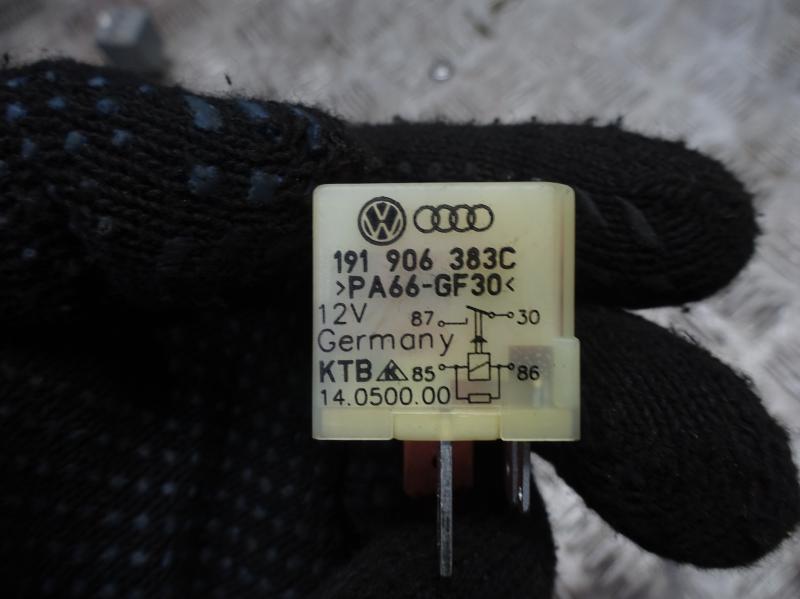 191 906 383C
>PA66-GF30<
12V 87 30
Germany
KTB 85 86
14.0500.00